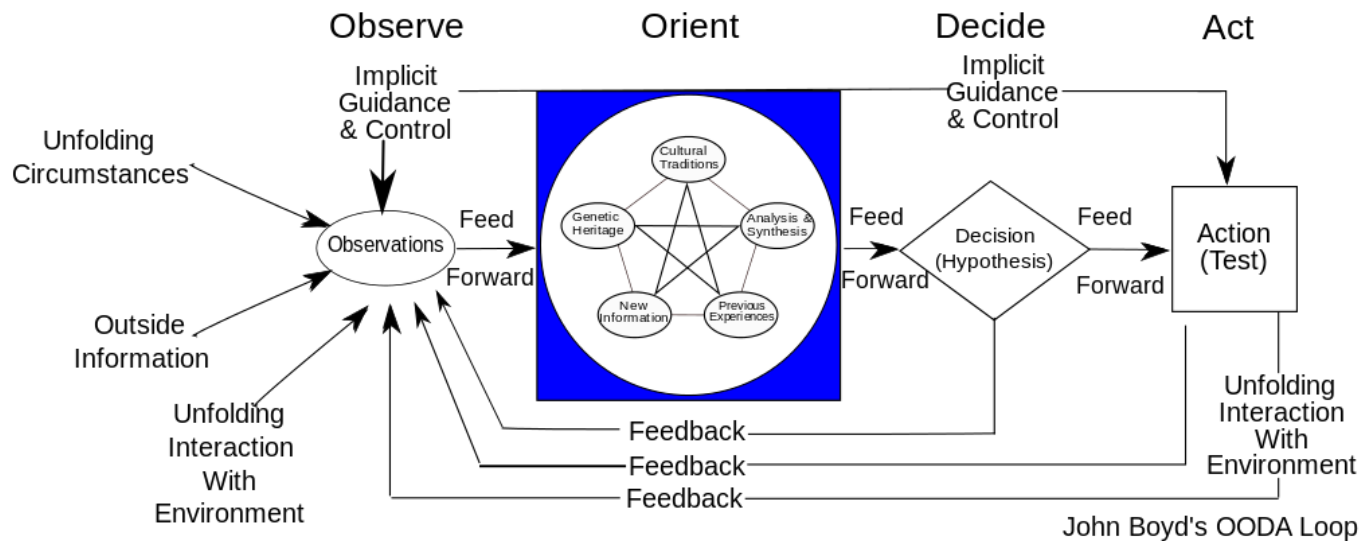 Observe
Orient
Decide
Act
Implicit
Guidance
& Control
Implicit
Guidance
& Control
Unfolding
Circumstances
Observations
Feed
Forward
Cultural
Traditions
Genetic
Heritage
Analysis &
Synthesis
New
Information
Previous
Experiences
Feed
Forward
Decision
(Hypothesis)
Feed
Forward
Action
(Test)
Outside
Information
Unfolding
Interaction
With
Environment
Feedback
Feedback
Feedback
Unfolding
Interaction
With
Environment
John Boyd's OODA Loop